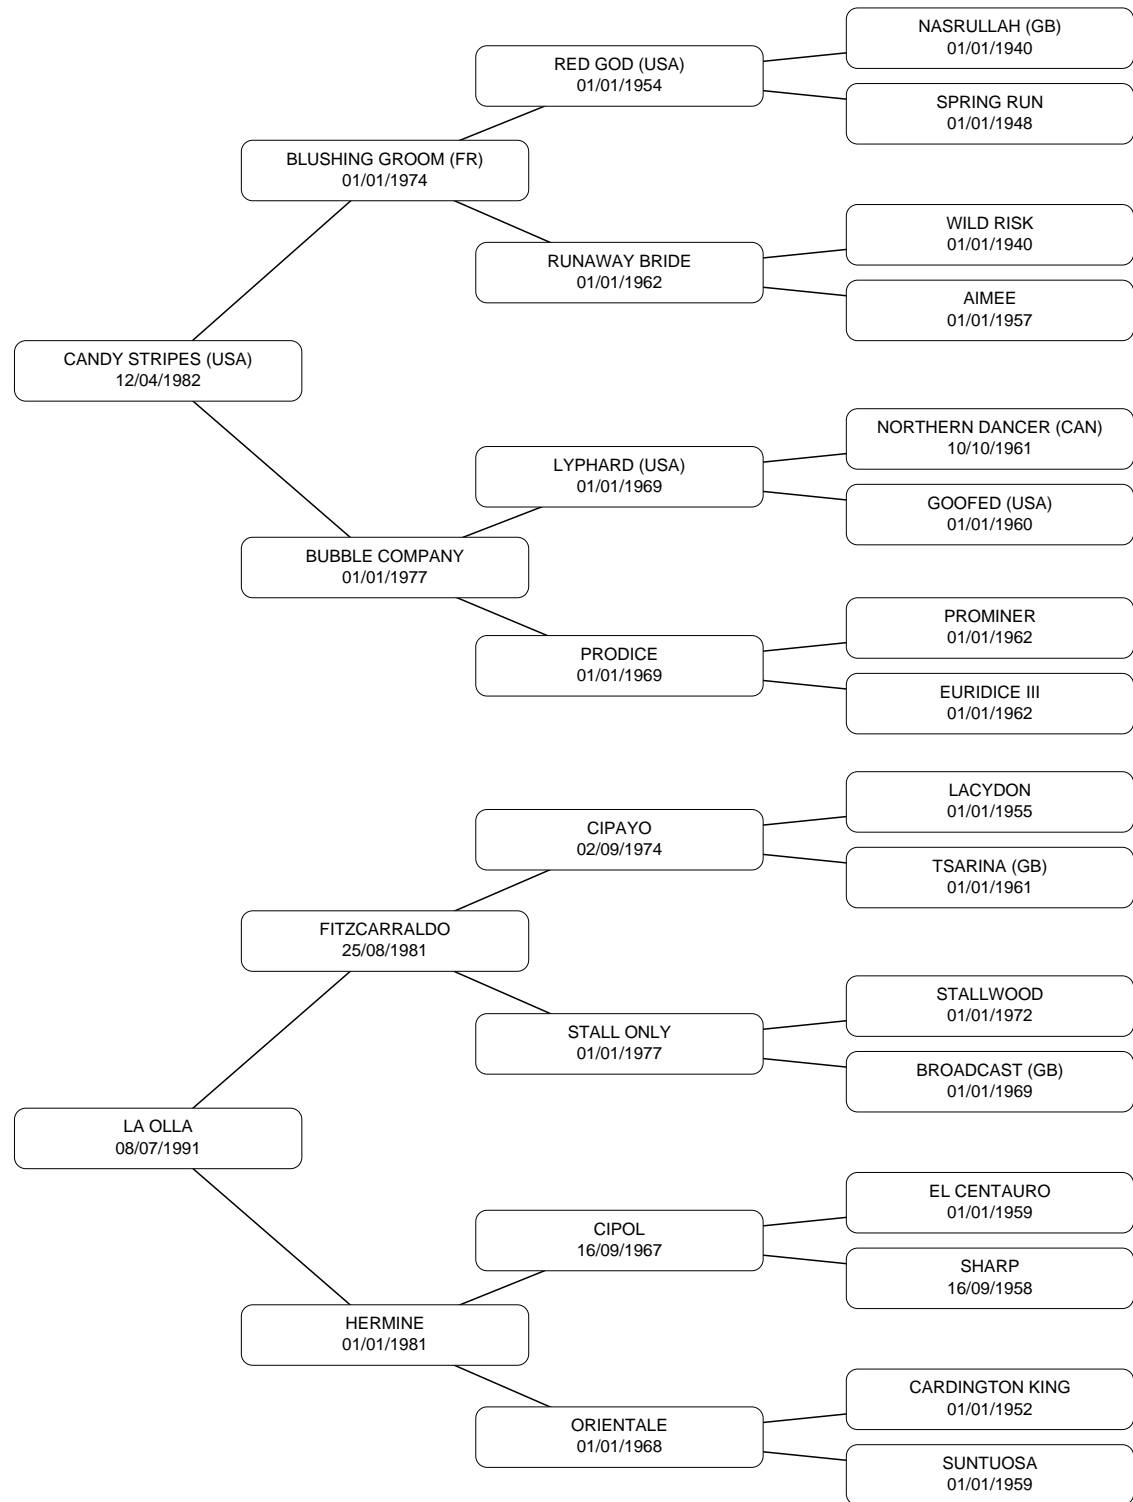 NASRULLAH (GB)
01/01/1940
RED GOD (USA)
01/01/1954
SPRING RUN
01/01/1948
BLUSHING GROOM (FR)
01/01/1974
WILD RISK
01/01/1940
RUNAWAY BRIDE
01/01/1962
AIMEE
01/01/1957
CANDY STRIPES (USA)
12/04/1982
NORTHERN DANCER (CAN)
10/10/1961
LYPHARD (USA)
01/01/1969
GOOFED (USA)
01/01/1960
BUBBLE COMPANY
01/01/1977
PROMINER
01/01/1962
PRODICE
01/01/1969
EURIDICE III
01/01/1962
LACYDON
01/01/1955
CIPAYO
02/09/1974
TSARINA (GB)
01/01/1961
FITZCARRALDO
25/08/1981
STALLWOOD
01/01/1972
STALL ONLY
01/01/1977
BROADCAST (GB)
01/01/1969
LA OLLA
08/07/1991
EL CENTAURO
01/01/1959
CIPOL
16/09/1967
SHARP
16/09/1958
HERMINE
01/01/1981
CARDINGTON KING
01/01/1952
ORIENTALE
01/01/1968
SUNTUOSA
01/01/1959